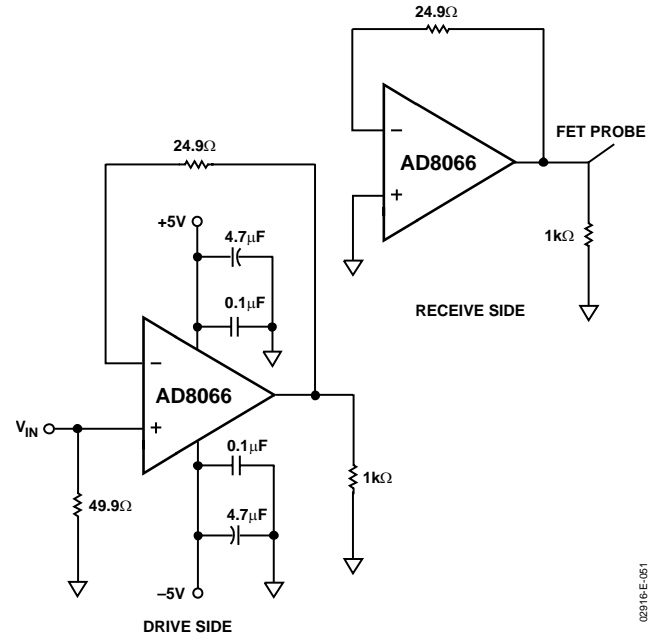 24.9Ω
FET PROBE
−
AD8066
+
1kΩ
RECEIVE SIDE
24.9Ω
+5V
4.7µF
0.1µF
−
AD8066
VIN
+
0.1µF
1kΩ
49.9Ω
4.7µF
–5V
DRIVE SIDE
02916-E-051